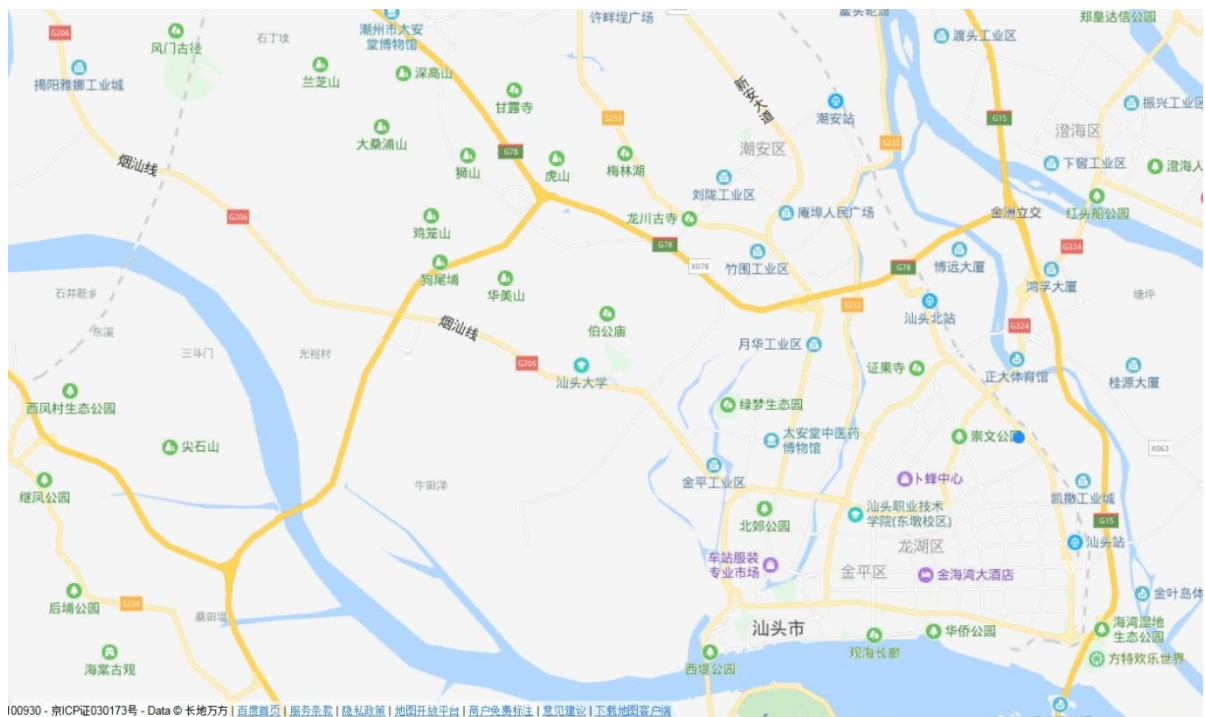 G206
风门古径
石丁坟
潮州市太安
堂博物馆
许畔埕广场
渡头工业区
郑皇达信公园
揭阳雅娜工业城
兰芝山
深高山
甘露寺
新安大道
潮安站
振兴工业区
S233
G15
澄海区
大桑浦山
G78
狮山
虎山
梅林湖
潮安区
S232
下窖工业区
澄海人
烟汕线
刘陇工业区
G206
鸡笼山
龙川古寺
庵埠人民广场
金洲立交
红头船公园
G78
G324
狗尾埔
华美山
X078
竹围工业区
G78
博远大厦
鸿孚大厦
石井新乡
塘坪
东溪
烟汕线
伯公庙
S232
汕头北站
G324
三斗门
光裕村
G206
汕头大学
月华工业区
证果寺
正大体育馆
桂源大厦
西凤村生态公园
绿梦生态园
尖石山
太安堂中医药
博物馆
崇文公园
X063
继凤公园
牛田洋
金平工业区
卜蜂中心
凯撒工业城
北郊公园
汕头职业技术
学院(东墩校区)
G15
龙湖区
汕头站
车站服装
专业市场
金平区
金海湾大酒店
后埔公园
S234
桑田塭
金叶岛体
汕头市
华侨公园
海湾湿地
生态公园
海棠古观
西堤公园
观海长廊
方特欢乐世界
100930 - 京ICP证030173号 - Data © 长地万方 | 百度首页 | 服务条款 | 隐私政策 | 地图开放平台 | 商户免费标注 | 意见建议 | 下载地图客户端